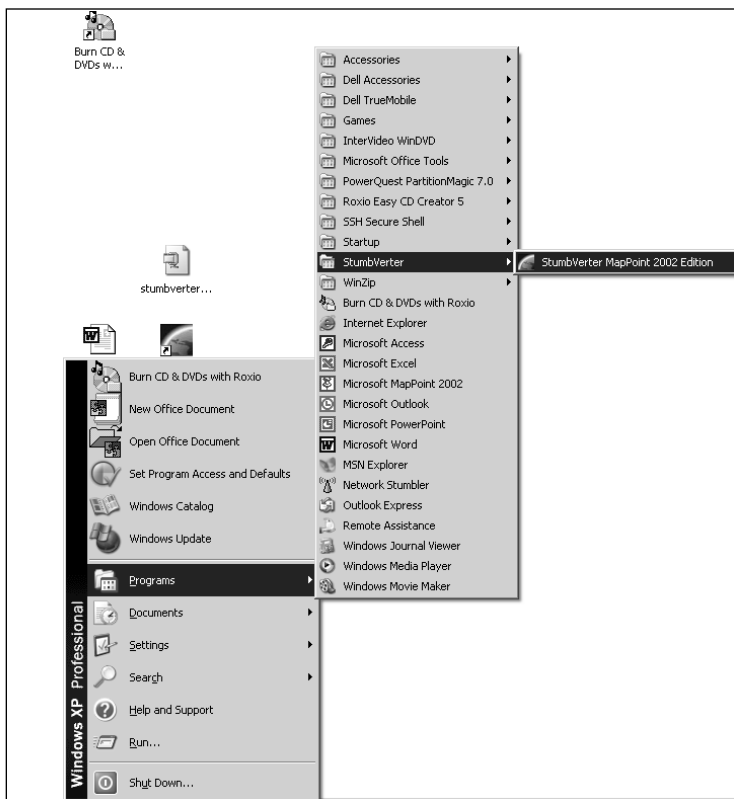 Burn CD &
DVDs w...
stumbverter...
Accessories
Dell Accessories
Dell TrueMobile
Games
InterVideo WinDVD
Microsoft Office Tools
PowerQuest PartitionMagic 7.0
Roxio Easy CD Creator 5
SSH Secure Shell
Startup
StumbVerter
WinZip
Burn CD & DVDs with Roxio
Internet Explorer
Microsoft Access
Microsoft Excel
Microsoft MapPoint 2002
Microsoft Outlook
Microsoft PowerPoint
Microsoft Word
MSN Explorer
Network Stumbler
Outlook Express
Remote Assistance
Windows Journal Viewer
Windows Media Player
Windows Movie Maker
StumbVerter MapPoint 2002 Edition
Burn CD & DVDs with Roxio
New Office Document
Open Office Document
Set Program Access and Defaults
Windows Catalog
Windows Update
Programs
Documents
Settings
Search
Help and Support
Run...
Shut Down...
Windows XP Professional